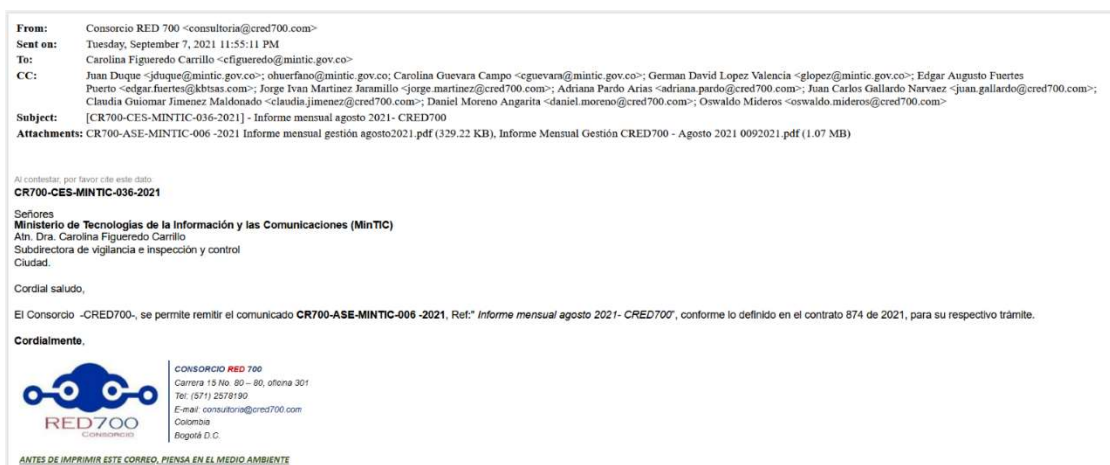 From: Consorcio RED 700 <consultoria@cred700.com>
Sent on: Tuesday, September 7, 2021 11:55:11 PM
To: Carolina Figueredo Carrillo <cfigueredo@mintic.gov.co>
CC: Juan Duque <jduque@mintic.gov.co>; ohuerfano@mintic.gov.co; Carolina Guevara Campo <cguevara@mintic.gov.co>; German David Lopez Valencia <glopez@mintic.gov.co>; Edgar Augusto Fuertes
Puerto <edgar.fuertes@kbtsas.com>; Jorge Ivan Martinez Jaramillo <jorge.martinez@cred700.com>; Adriana Pardo Arias <adriana.pardo@cred700.com>; Juan Carlos Gallardo Narvaez <juan.gallardo@cred700.com>;
Claudia Guiomar Jimenez Maldonado <claudia.jimenez@cred700.com>; Daniel Moreno Angarita <daniel.moreno@cred700.com>; Oswaldo Mideros <oswaldo.mideros@cred700.com>
Subject: [CR700-CES-MINTIC-036-2021] - Informe mensual agosto 2021- CRED700
Attachments: CR700-ASE-MINTIC-006 -2021 Informe mensual gestión agosto2021.pdf (329.22 KB), Informe Mensual Gestión CRED700 - Agosto 2021 0092021.pdf (1.07 MB)
Al contestar, por favor cite este dato:
CR700-CES-MINTIC-036-2021
Señores
Ministerio de Tecnologías de la Información y las Comunicaciones (MinTIC)
Atn. Dra. Carolina Figueredo Carrillo
Subdirectora de vigilancia e inspección y control
Ciudad.
Cordial saludo,
El Consorcio -CRED700-, se permite remitir el comunicado CR700-ASE-MINTIC-006 -2021, Ref:" Informe mensual agosto 2021- CRED700", conforme lo definido en el contrato 874 de 2021, para su respectivo trámite.
Cordialmente,
CONSORCIO RED 700
Carrera 15 No. 80 – 80, oficina 301
Tel: (571) 2578190
E-mail: consultoria@cred700.com
Colombia
Bogotá D.C.
RED700
CONSORCIO
ANTES DE IMPRIMIR ESTE CORREO, PIENSA EN EL MEDIO AMBIENTE